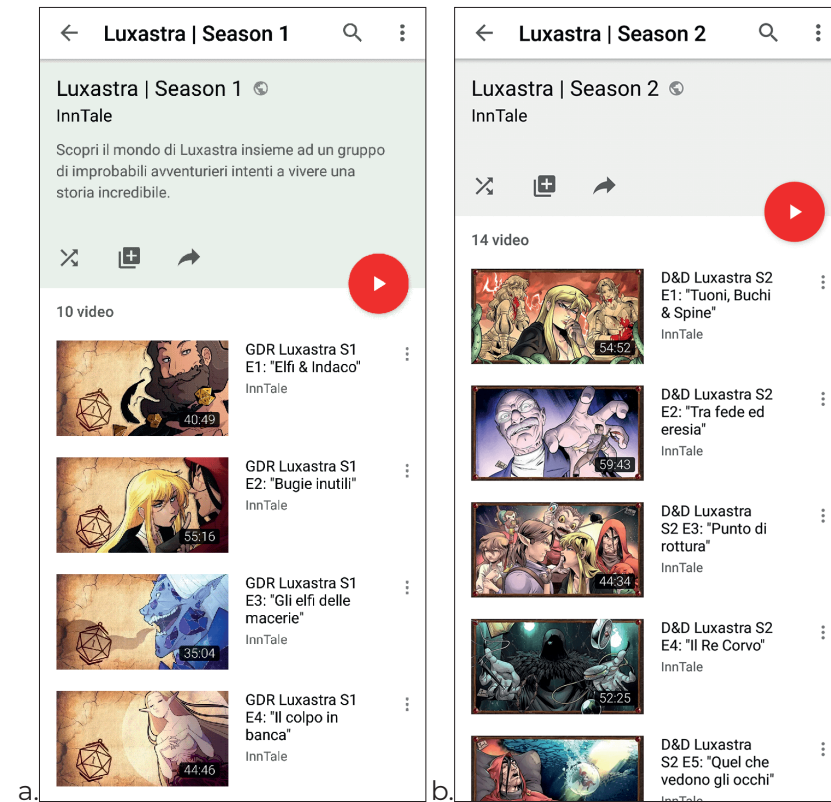 Luxastra | Season 1
Luxastra | Season 1
InnTale
Scopri il mondo di Luxastra insieme ad un gruppo
di improbabili avventurieri intenti a vivere una
storia incredibile.
10 video
40:49
GDR Luxastra S1
E1: "Elfi & Indaco"
InnTale
55:16
GDR Luxastra S1
E2: "Bugie inutili"
InnTale
35:04
GDR Luxastra S1
E3: "Gli elfi delle
macerie"
InnTale
44:46
GDR Luxastra S1
E4: "Il colpo in
banca"
InnTale
a.
Luxastra | Season 2
Luxastra | Season 2
InnTale
14 video
54:52
D&D Luxastra S2
E1: "Tuoni, Buchi
& Spine"
InnTale
59:43
D&D Luxastra S2
E2: "Tra fede ed
eresia"
InnTale
44:34
D&D Luxastra
S2 E3: "Punto di
rottura"
InnTale
52:25
D&D Luxastra S2
E4: "Il Re Corvo"
InnTale
D&D Luxastra
S2 E5: "Quel che
vedono gli occhi"
InnTale
b.